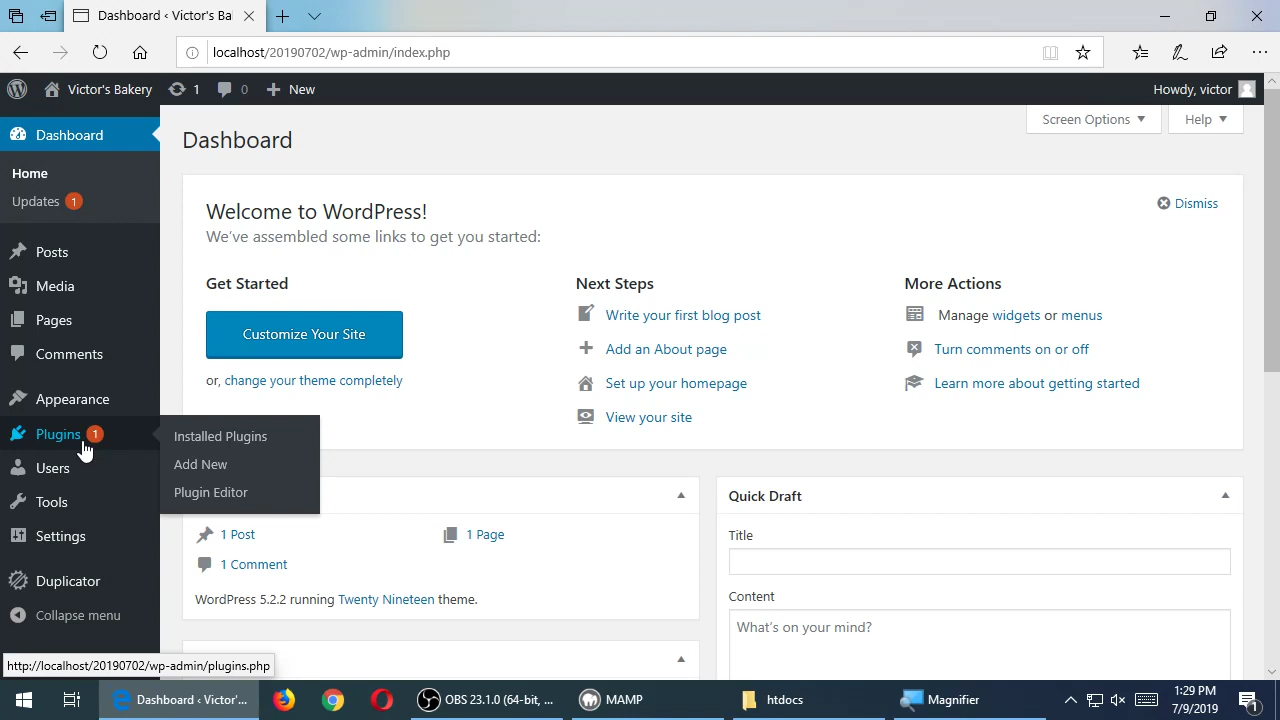 Dashboard ‹ Victor's Ba
localhost/20190702/wp-admin/index.php
Victor's Bakery 1 0 New Howdy, victor
Dashboard
Home
Updates 1
Posts
Media
Pages
Comments
Appearance
Plugins 1
Installed Plugins
Add New
Plugin Editor
Users
Tools
Settings
Duplicator
Collapse menu
Screen Options Help
Dashboard
Dismiss
Welcome to WordPress!
We've assembled some links to get you started:
Get Started
Customize Your Site
or, change your theme completely
Next Steps
Write your first blog post
Add an About page
Set up your homepage
View your site
More Actions
Manage widgets or menus
Turn comments on or off
Learn more about getting started
1 Post 1 Page
1 Comment
WordPress 5.2.2 running Twenty Nineteen theme.
Quick Draft
Title
Content
What's on your mind?
http://localhost/20190702/wp-admin/plugins.php
Dashboard ‹ Victor'... OBS 23.1.0 (64-bit, ... MAMP htdocs Magnifier
1:29 PM
7/9/2019
1